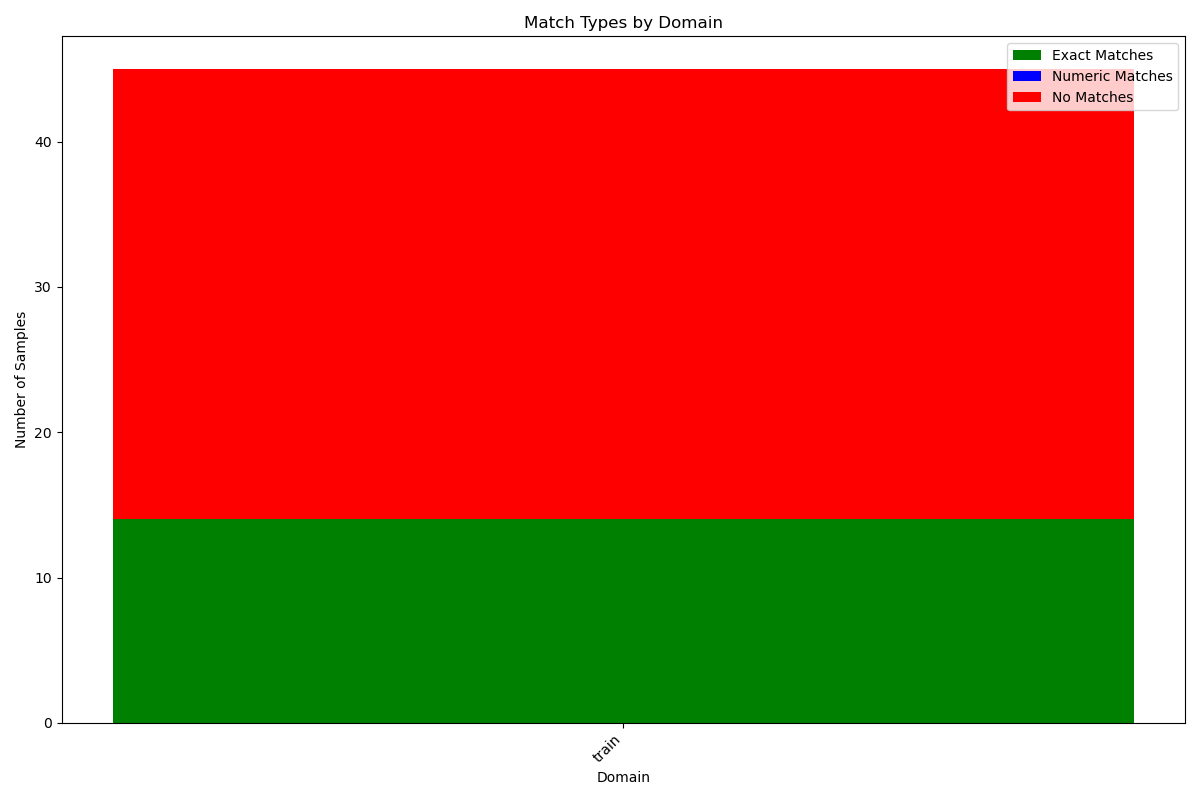 Match Types by Domain
Exact Matches
Numeric Matches
No Matches
Number of Samples
40
30
20
10
0
train
Domain